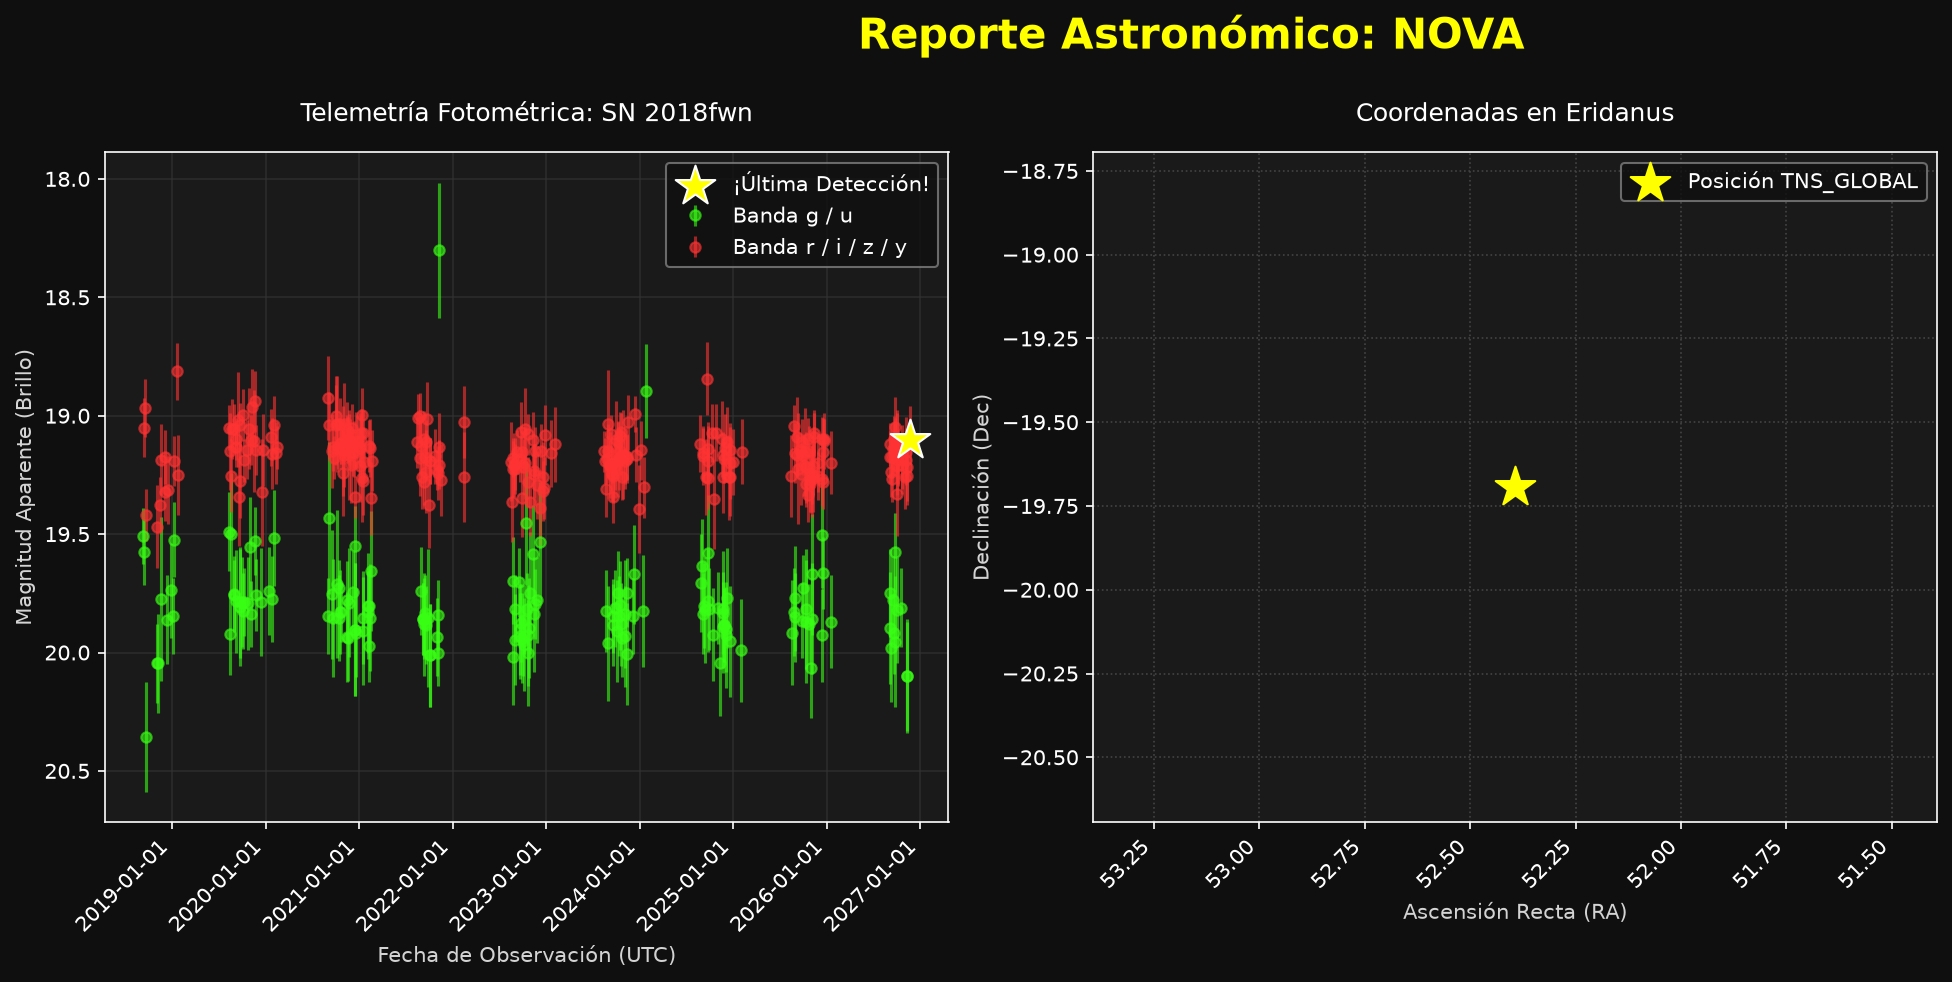 Reporte Astronómico: NOVA
Telemetría Fotométrica: SN 2018fwn
Magnitud Aparente (Brillo)
18.0
18.5
19.0
19.5
20.0
20.5
¡Última Detección!
Banda g / u
Banda r / i / z / y
2019-01-01
2020-01-01
2021-01-01
2022-01-01
2023-01-01
2024-01-01
2025-01-01
2026-01-01
2027-01-01
Fecha de Observación (UTC)
Coordenadas en Eridanus
Declinación (Dec)
−18.75
−19.00
−19.25
−19.50
−19.75
−20.00
−20.25
−20.50
Posición TNS_GLOBAL
53.25
53.00
52.75
52.50
52.25
52.00
51.75
51.50
Ascensión Recta (RA)